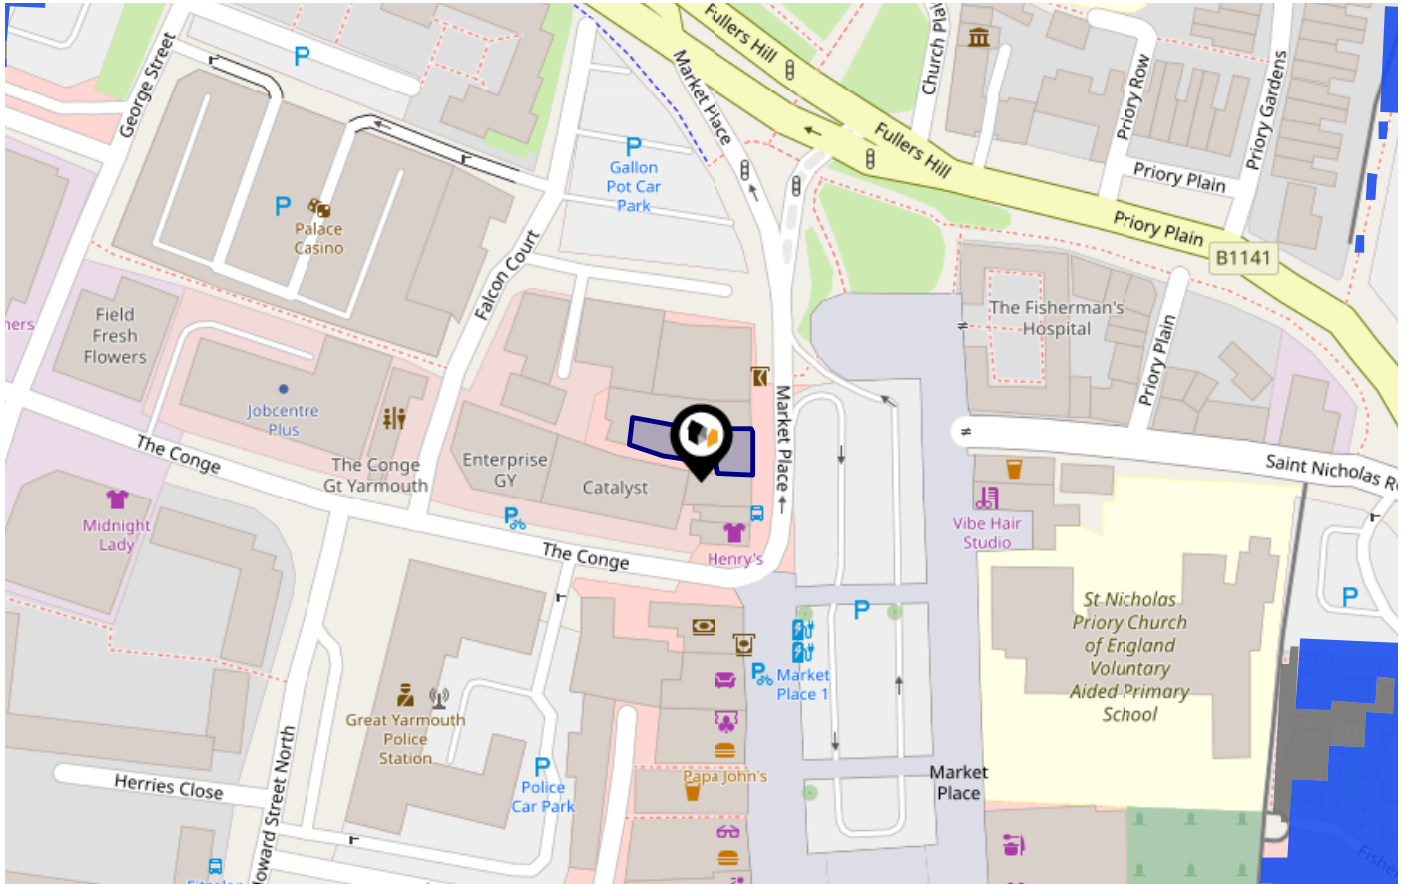 Fullers Hill
Church Plai
George Street
Market Place
P
P
Gallon
Pot Car
Park
Fullers Hill
Priory Row
Priory Gardens
Priory Plain
Priory Plain
B1141
P
Palace
Casino
Falcon Court
ners
Field
Fresh
Flowers
The Fisherman's
Hospital
Priory Plain
Jobcentre
Plus
Market Place
The Conge
The Conge
Gt Yarmouth
Enterprise
GY
Catalyst
Saint Nicholas R
Midnight
Lady
P
Henry's
Vibe Hair
Studio
The Conge
P
P
St Nicholas
Priory Church
of England
Voluntary
Aided Primary
School
P
Market
Place 1
Great Yarmouth
Police
Station
P
Police
Car Park
Papa John's
Market
Place
Herries Close
Howard Street North
Fishe